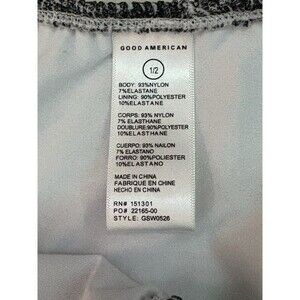 GOOD AMERICAN
1/2
BODY: 93%NYLON
7%ELASTANE
LINING: 90%POLYESTER
10%ELASTANE
CORPS: 93% NYLON
7% ELASTHANE
DOUBLURE:90%POLYESTER
10%ELASTHANE
CUERPO: 93% NAILON
7% ELASTANO
FORRO: 90%POLIESTER
10%ELASTANO
MADE IN CHINA
FABRIQUE EN CHINE
HECHO EN CHINA
RN# 151301
PO# 22165-00
STYLE: GSW0526